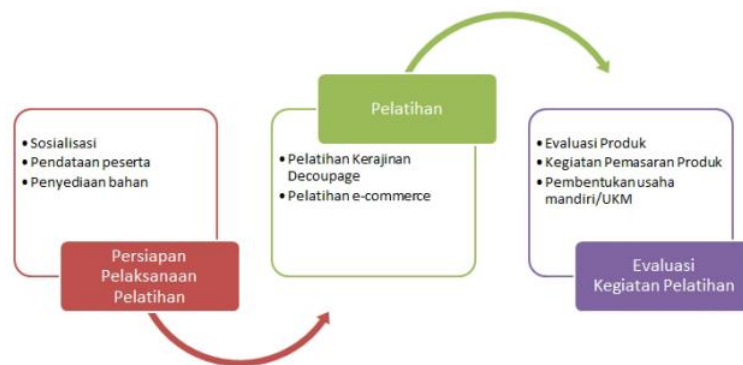 • Sosialisasi
• Pendataan peserta
• Penyediaan bahan
Persiapan
Pelaksanaan
Pelatihan
Pelatihan
• Pelatihan Kerajinan
Decoupage
• Pelatihan e-commerce
• Evaluasi Produk
• Kegiatan Pemasaran Produk
• Pembentukan usaha
mandiri/UKM
Evaluasi
Kegiatan Pelatihan